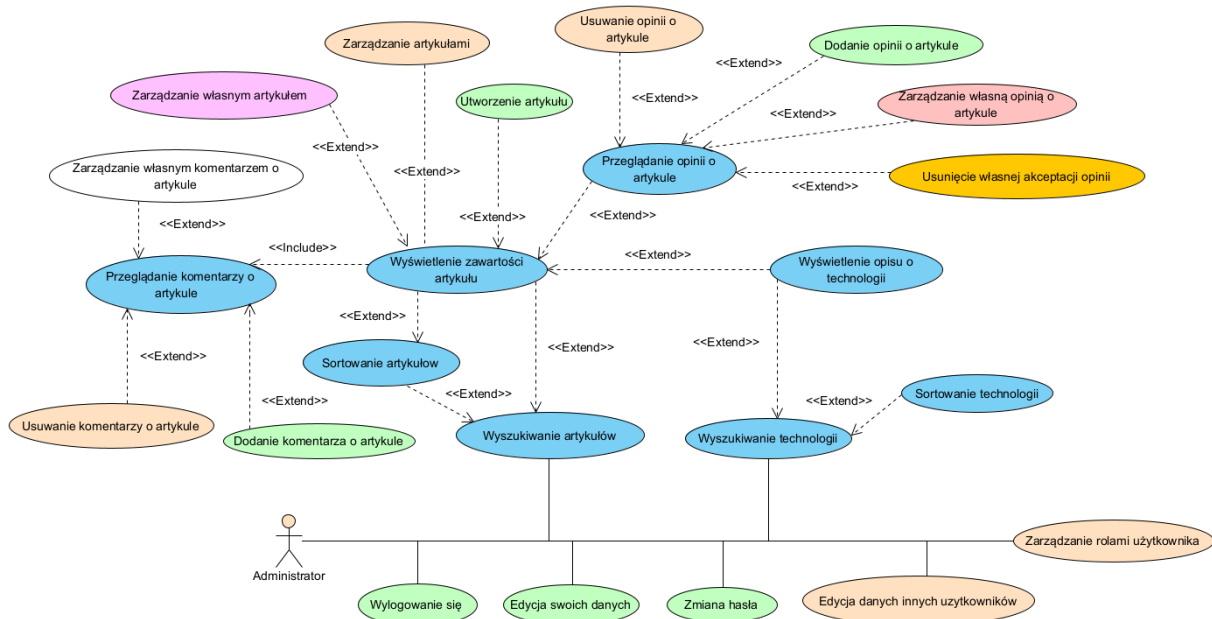 Usuwanie opinii o
artykule
Zarządzanie artykułami
Dodanie opinii o artykule
<<Extend>>
Zarządzanie własnym artykułem
Utworzenie artykułu
<<Extend>>
Zarządzanie własną opinią o
artykule
<<Extend>>
<<Extend>>
Przeglądanie opinii o
artykule
Zarządzanie własnym komentarzem o
artykule
<<Extend>>
Usunięcie własnej akceptacji opinii
<<Extend>>
<<Extend>>
<<Extend>>
<<Extend>>
<<Extend>>
<<Include>>
Wyświetlenie zawartości
artykułu
<<Extend>>
Wyświetlenie opisu o
technologii
Przeglądanie komentarzy o
artykule
<<Extend>>
<<Extend>>
<<Extend>>
<<Extend>>
Sortowanie artykułow
<<Extend>>
Sortowanie technologii
<<Extend>>
<<Extend>>
Usuwanie komentarzy o artykule
Dodanie komentarza o artykule
Wyszukiwanie artykułów
Wyszukiwanie technologii
Administrator
Zarządzanie rolami użytkownika
Wylogowanie się
Edycja swoich danych
Zmiana hasła
Edycja danych innych uzytkowników